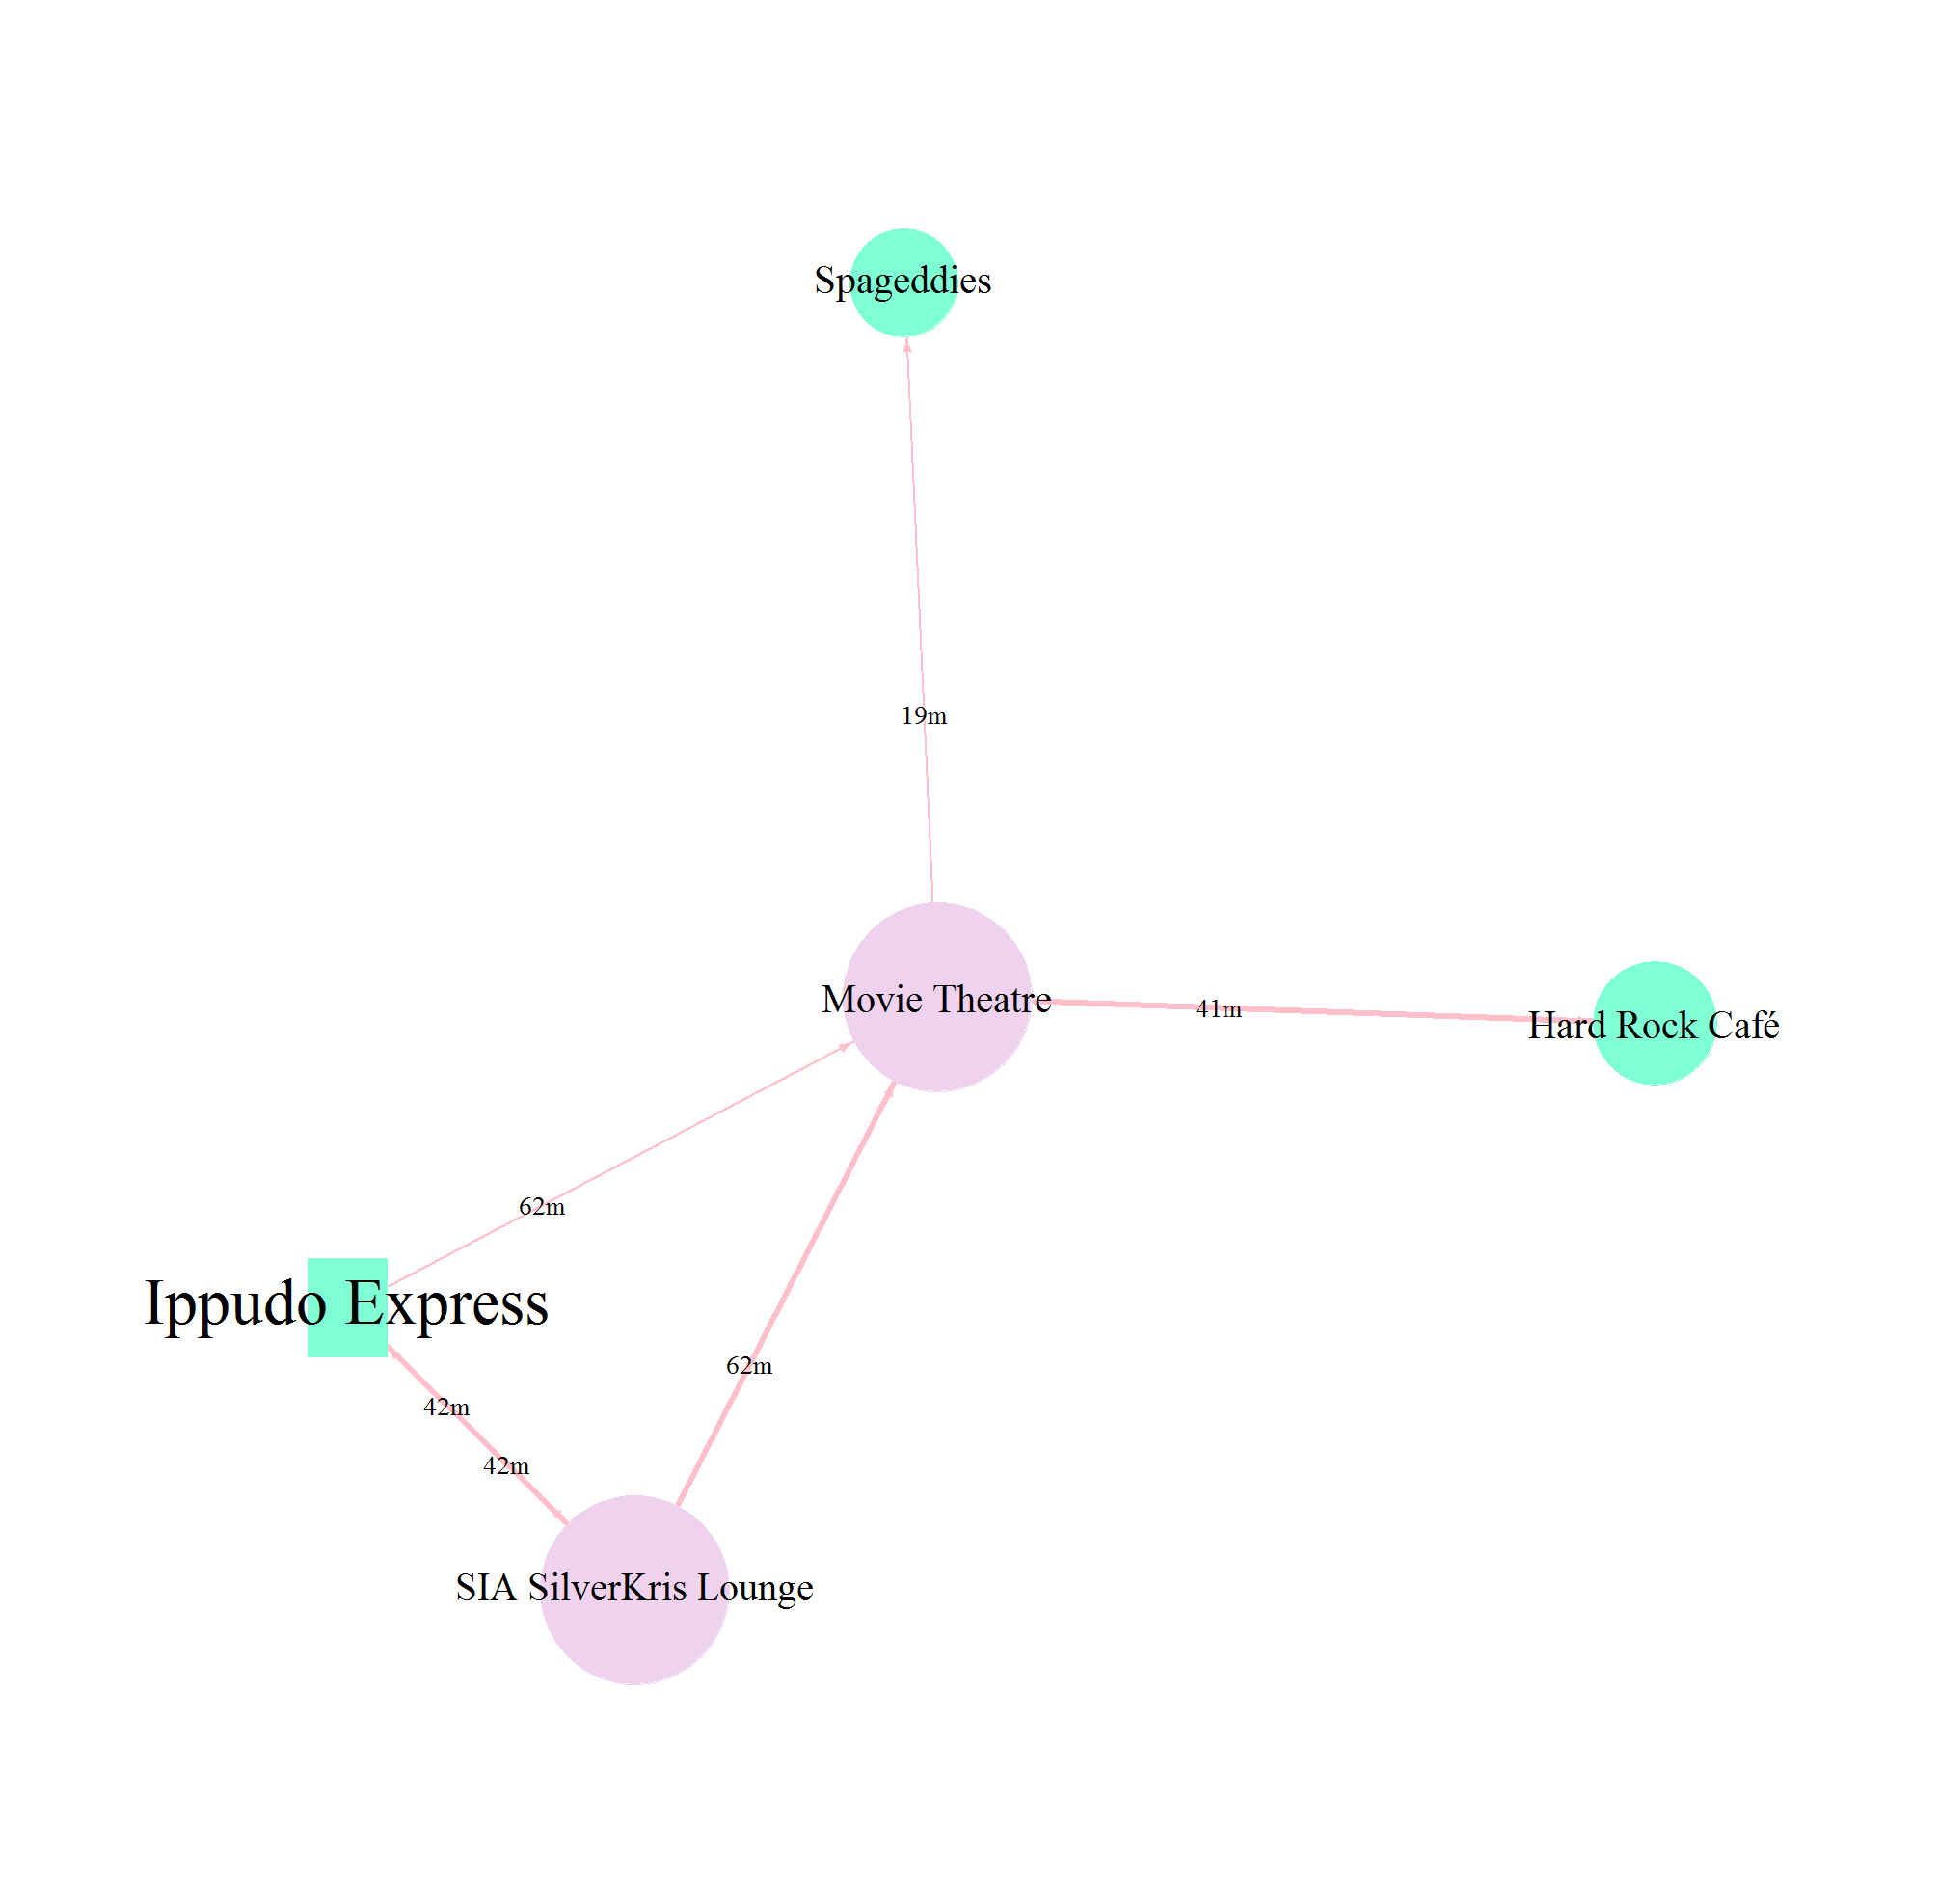 Spageddies
19m
Movie Theatre
41m
Hard Rock Café
62m
Ippudo Express
62m
42m
42m
SIA SilverKris Lounge